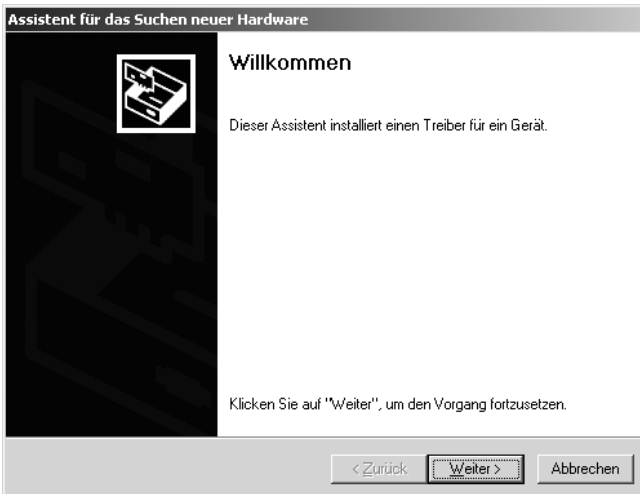 Assistent für das Suchen neuer Hardware
Willkommen
Dieser Assistent installiert einen Treiber für ein Gerät.
Klicken Sie auf "Weiter", um den Vorgang fortzusetzen.
< Zurück Weiter > Abbrechen